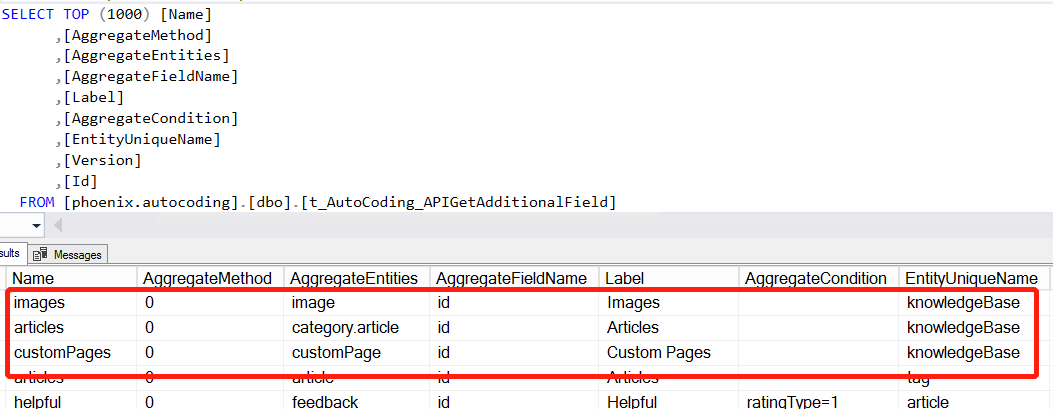 SELECT TOP (1000) [Name]
,[AggregateMethod]
,[AggregateEntities]
,[AggregateFieldName]
,[Label]
,[AggregateCondition]
,[EntityUniqueName]
,[Version]
,[Id]
FROM [phoenix.autocoding].[dbo].[t_AutoCoding_APIGetAdditionalField]
sults Messages
Name AggregateMethod AggregateEntities AggregateFieldName Label AggregateCondition EntityUniqueName
images 0 image id Images knowledgeBase
articles 0 category.article id Articles knowledgeBase
customPages 0 customPage id Custom Pages knowledgeBase
articles 0 article id Articles tag
helpful 0 feedback id Helpful ratingType=1 article